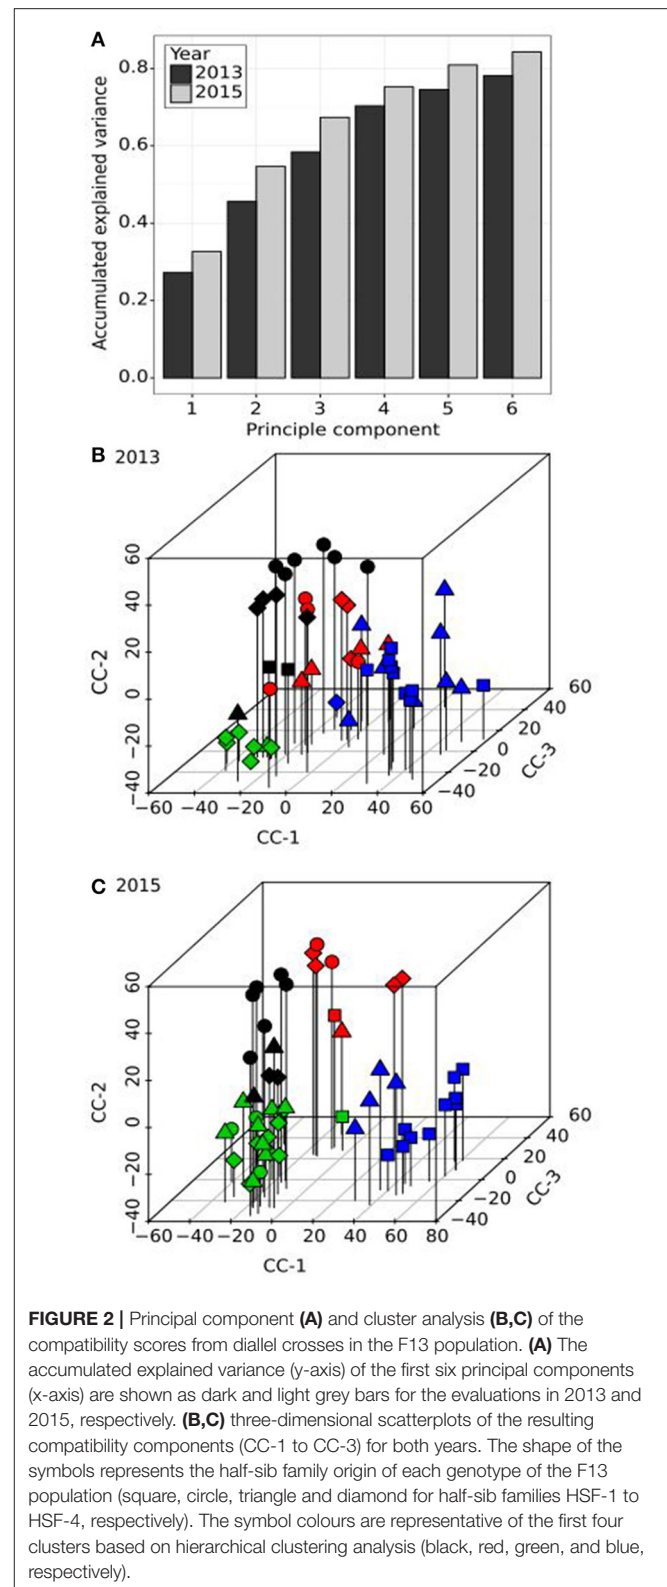 A
Year
2013
2015
Accumulated explained variance
0.8
0.6
0.4
0.2
0.0
1 2 3 4 5 6
Principle component
B 2013
CC-2
60
40
20
0
−20
−40
−60 −40 −20 0 20 40 60
CC-1
60
40
20
0
−20
−40
CC-3
C 2015
CC-2
60
40
20
0
−20
−40
−60 −40 −20 0 20 40 60 80
CC-1
60
40
20
0
−20
−40
CC-3
FIGURE 2 | Principal component (A) and cluster analysis (B,C) of the
compatibility scores from diallel crosses in the F13 population. (A) The
accumulated explained variance (y-axis) of the first six principal components
(x-axis) are shown as dark and light grey bars for the evaluations in 2013 and
2015, respectively. (B,C) three-dimensional scatterplots of the resulting
compatibility components (CC-1 to CC-3) for both years. The shape of the
symbols represents the half-sib family origin of each genotype of the F13
population (square, circle, triangle and diamond for half-sib families HSF-1 to
HSF-4, respectively). The symbol colours are representative of the first four
clusters based on hierarchical clustering analysis (black, red, green, and blue,
respectively).